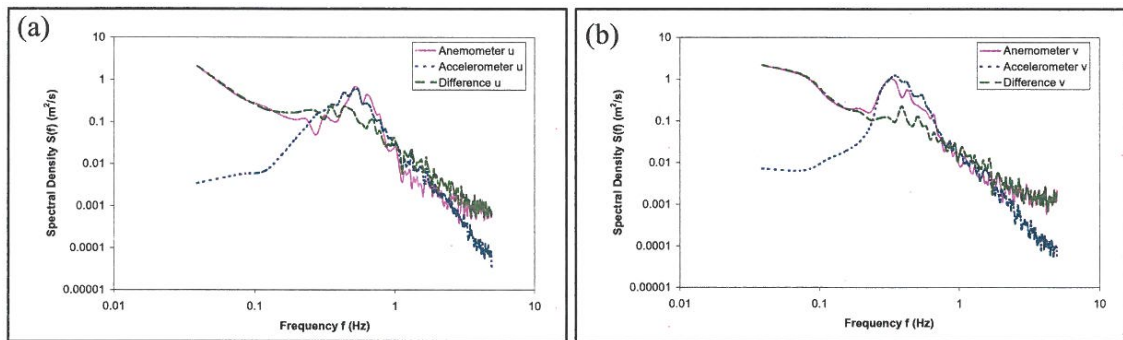 (a)
10
1
0.1
0.01
0.001
0.0001
0.00001
0.01 0.1 1 10
Spectral Density S(f) (m²/s)
Frequency f (Hz)
Anemometer u
Accelerometer u
Difference u
(b)
10
1
0.1
0.01
0.001
0.0001
0.00001
0.01 0.1 1 10
Spectral Density S(f) (m²/s)
Frequency f (Hz)
Anemometer v
Accelerometer v
Difference v